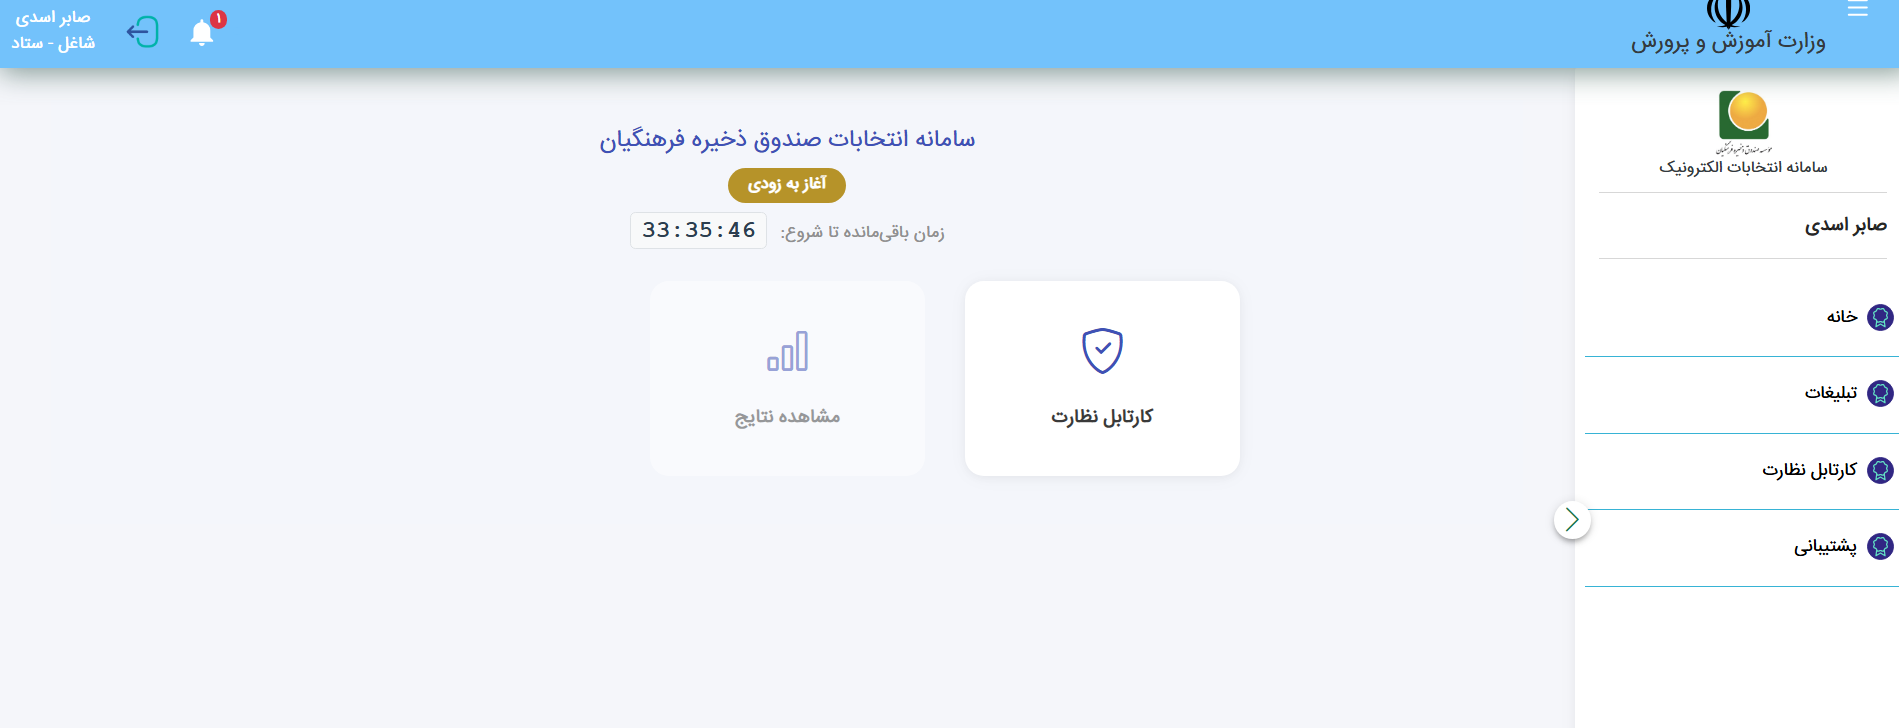 وزارت آموزش و پرورش
۱
صابر اسدی
شاغل - ستاد
سامانه انتخابات الکترونیک
صابر اسدی
خانه
تبلیغات
کارتابل نظارت
پشتیبانی
سامانه انتخابات صندوق ذخیره فرهنگیان
آغاز به زودی
زمان باقی‌مانده تا شروع: 33:35:46
کارتابل نظارت
مشاهده نتایج